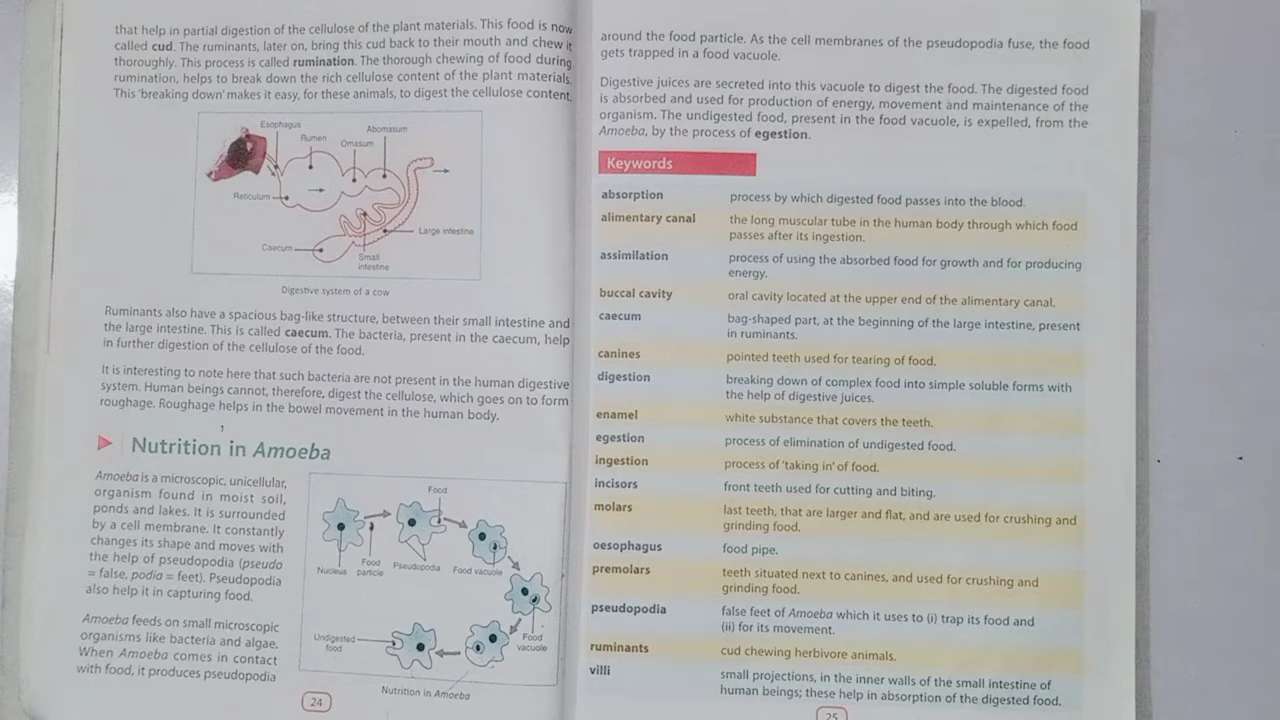 that help in partial digestion of the cellulose of the plant materials. This food is now
called cud. The ruminants, later on, bring this cud back to their mouth and chew it
thoroughly. This process is called rumination. The thorough chewing of food during
rumination, helps to break down the rich cellulose content of the plant materials.
This 'breaking down' makes it easy, for these animals, to digest the cellulose content.
Esophagus
Rumen
Omasum
Abomasum
Reticulum
Large intestine
Caecum
Small
intestine
Digestive system of a cow
Ruminants also have a spacious bag-like structure, between their small intestine and
the large intestine. This is called caecum. The bacteria, present in the caecum, help
in further digestion of the cellulose of the food.
It is interesting to note here that such bacteria are not present in the human digestive
system. Human beings cannot, therefore, digest the cellulose, which goes on to form
roughage. Roughage helps in the bowel movement in the human body.
Nutrition in Amoeba
Amoeba is a microscopic, unicellular,
organism found in moist soil,
ponds and lakes. It is surrounded
by a cell membrane. It constantly
changes its shape and moves with
the help of pseudopodia (pseudo
= false, podia = feet). Pseudopodia
also help it in capturing food.
Amoeba feeds on small microscopic
organisms like bacteria and algae.
When Amoeba comes in contact
with food, it produces pseudopodia
Food
Nucleus
Food
particle
Pseudopodia
Food vacuole
Food
vacuole
Undigested
food
Nutrition in Amoeba
24
around the food particle. As the cell membranes of the pseudopodia fuse, the food
gets trapped in a food vacuole.
Digestive juices are secreted into this vacuole to digest the food. The digested food
is absorbed and used for production of energy, movement and maintenance of the
organism. The undigested food, present in the food vacuole, is expelled, from the
Amoeba, by the process of egestion.
Keywords
absorption process by which digested food passes into the blood.
alimentary canal the long muscular tube in the human body through which food
passes after its ingestion.
assimilation process of using the absorbed food for growth and for producing
energy.
buccal cavity oral cavity located at the upper end of the alimentary canal.
caecum bag-shaped part, at the beginning of the large intestine, present
in ruminants.
canines pointed teeth used for tearing of food.
digestion breaking down of complex food into simple soluble forms with
the help of digestive juices.
enamel white substance that covers the teeth.
egestion process of elimination of undigested food.
ingestion process of 'taking in' of food.
incisors front teeth used for cutting and biting.
molars last teeth, that are larger and flat, and are used for crushing and
grinding food.
oesophagus food pipe.
premolars teeth situated next to canines, and used for crushing and
grinding food.
pseudopodia false feet of Amoeba which it uses to (i) trap its food and
(ii) for its movement.
ruminants cud chewing herbivore animals.
villi small projections, in the inner walls of the small intestine of
human beings; these help in absorption of the digested food.
25